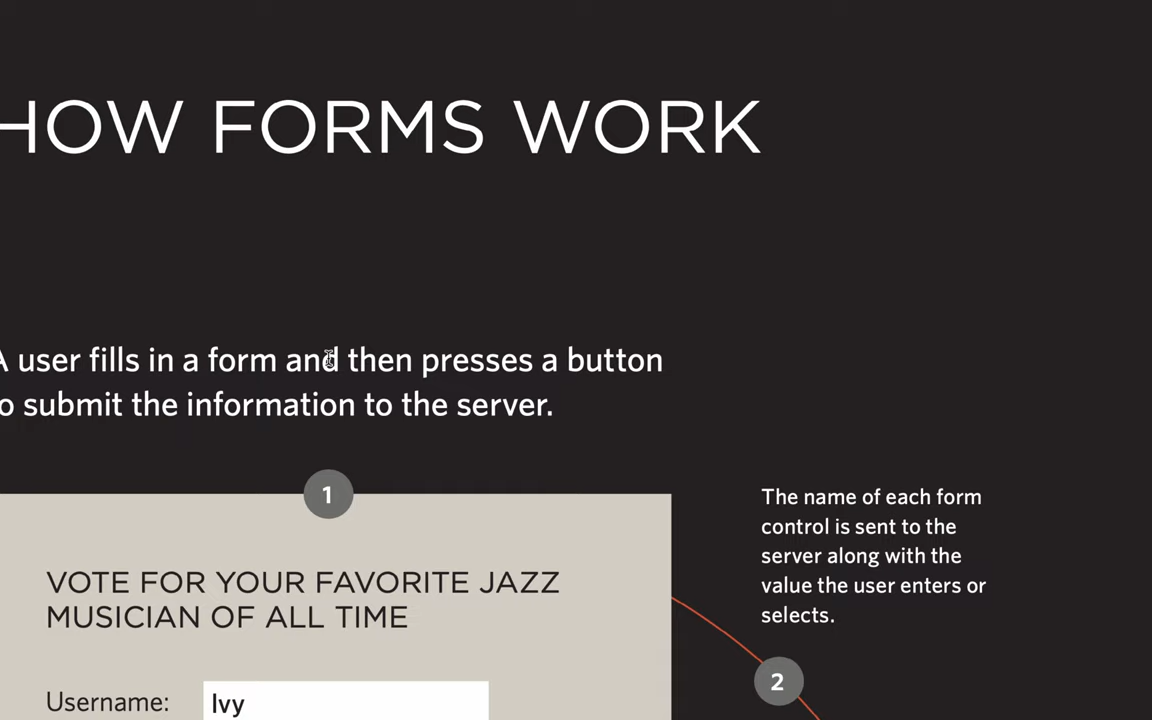 HOW FORMS WORK
A user fills in a form and then presses a button
o submit the information to the server.
1
The name of each form
control is sent to the
server along with the
value the user enters or
selects.
VOTE FOR YOUR FAVORITE JAZZ
MUSICIAN OF ALL TIME
2
Username: Ivy